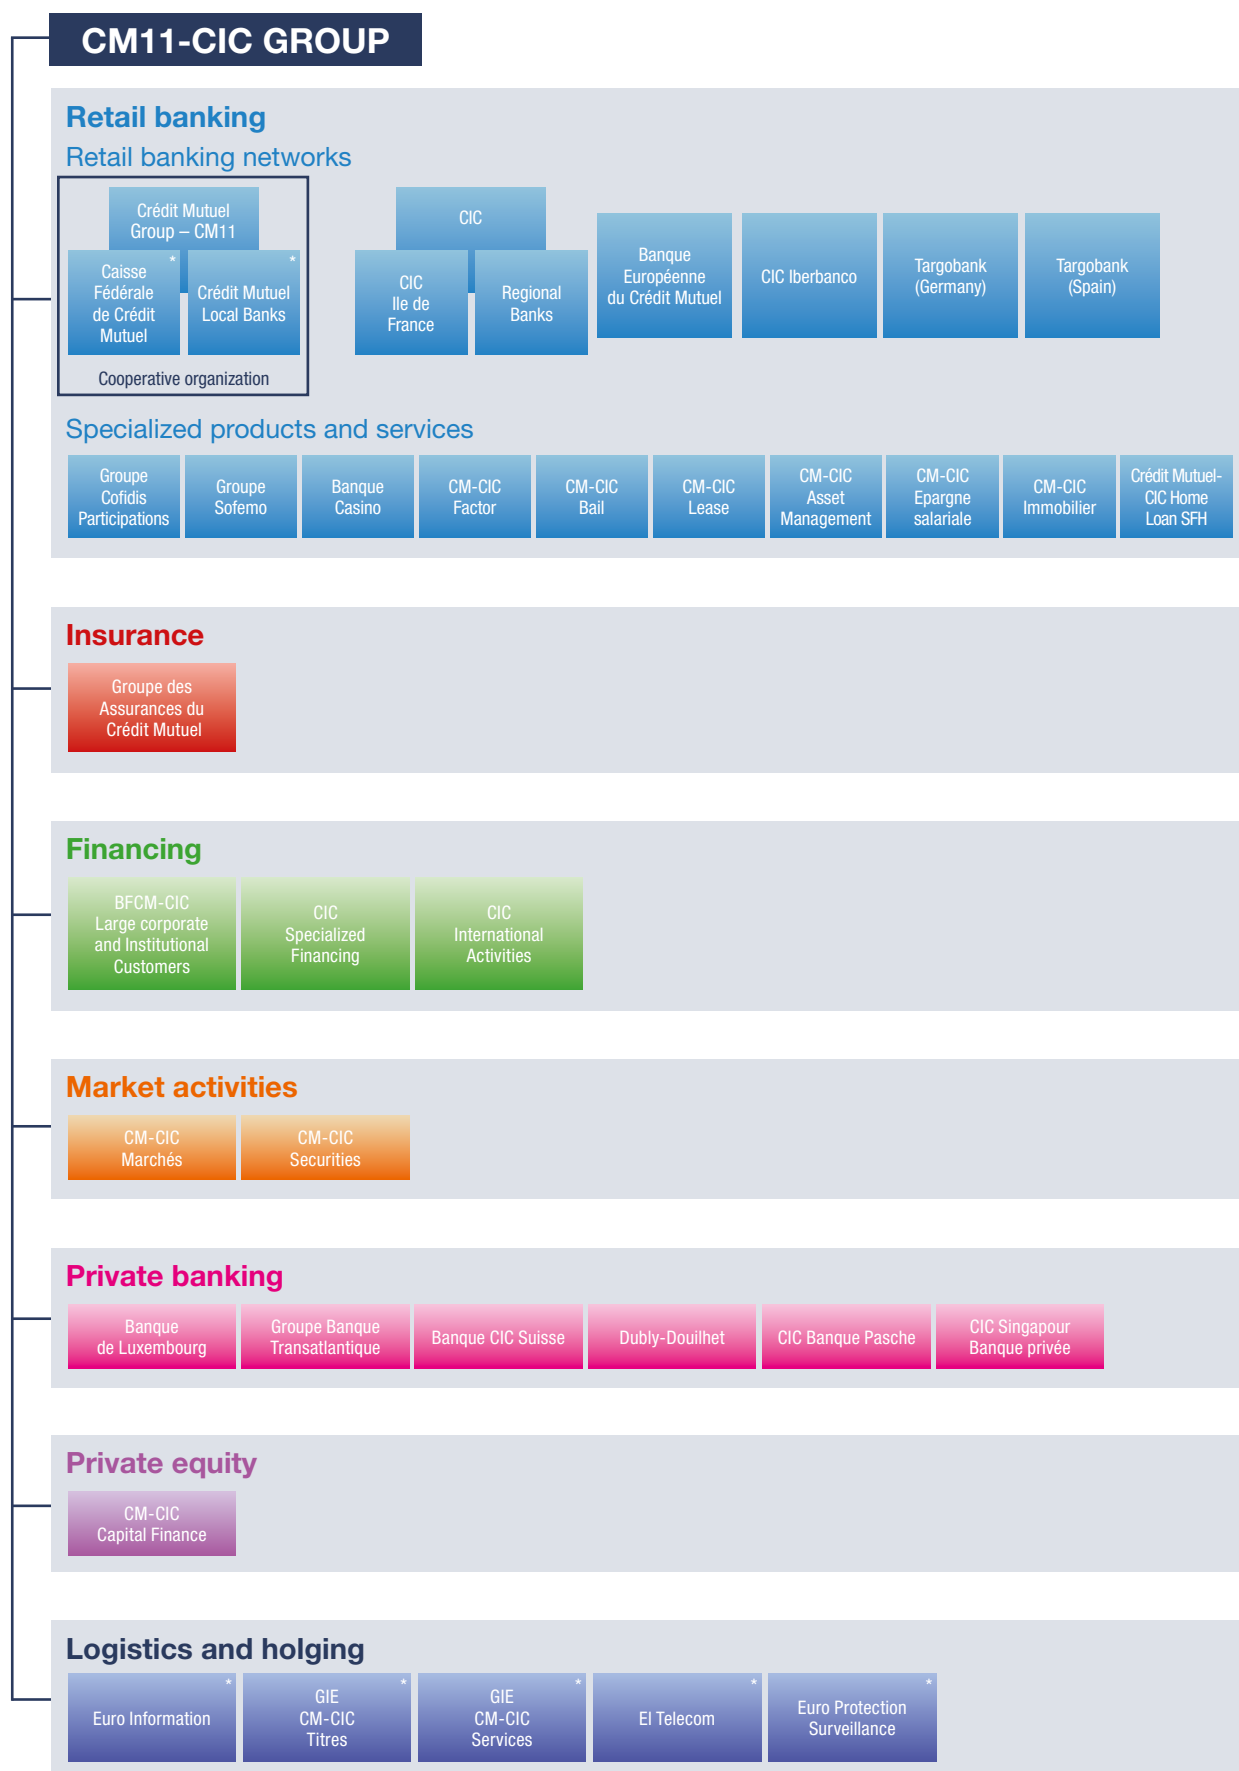 CM11-CIC GROUP
Retail banking
Retail banking networks
Crédit Mutuel
Group – CM11
*
Caisse
Fédérale
de Crédit
Mutuel
*
Crédit Mutuel
Local Banks
Cooperative organization
CIC
CIC
Ile de
France
Regional
Banks
Banque
Européenne
du Crédit Mutuel
CIC Iberbanco
Targobank
(Germany)
Targobank
(Spain)
Specialized products and services
Groupe
Cofidis
Participations
Groupe
Sofemo
Banque
Casino
CM-CIC
Factor
CM-CIC
Bail
CM-CIC
Lease
CM-CIC
Asset
Management
CM-CIC
Epargne
salariale
CM-CIC
Immobilier
Crédit Mutuel-
CIC Home
Loan SFH
Insurance
Groupe des
Assurances du
Crédit Mutuel
Financing
BFCM-CIC
Large corporate
and Institutional
Customers
CIC
Specialized
Financing
CIC
International
Activities
Market activities
CM-CIC
Marchés
CM-CIC
Securities
Private banking
Banque
de Luxembourg
Groupe Banque
Transatlantique
Banque CIC Suisse
Dubly-Douilhet
CIC Banque Pasche
CIC Singapour
Banque privée
Private equity
CM-CIC
Capital Finance
Logistics and holging
*
Euro Information
*
GIE
CM-CIC
Titres
*
GIE
CM-CIC
Services
*
EI Telecom
*
Euro Protection
Surveillance